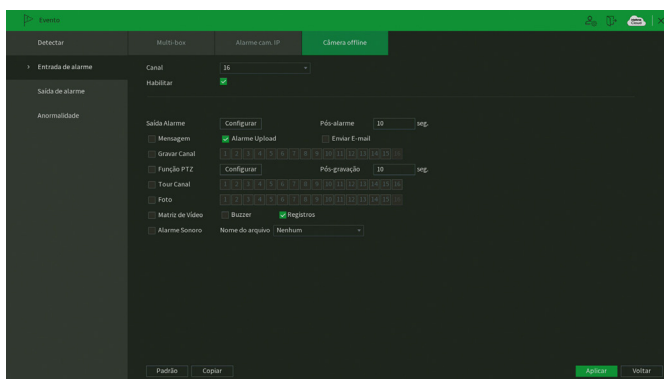 Evento
Detectar
Multi-box
Alarme cam. IP
Câmera offline
Entrada de alarme
Canal
16
Habilitar
Saída de alarme
Anormalidade
Saída Alarme
Configurar
Pós-alarme
10
seg.
Mensagem
Alarme Upload
Enviar E-mail
Gravar Canal
1 2 3 4 5 6 7 8 9 10 11 12 13 14 15 16
Função PTZ
Configurar
Pós-gravação
10
seg.
Tour Canal
1 2 3 4 5 6 7 8 9 10 11 12 13 14 15 16
Foto
1 2 3 4 5 6 7 8 9 10 11 12 13 14 15 16
Matriz de Vídeo
Buzzer
Registros
Alarme Sonoro
Nome do arquivo
Nenhum
Padrão
Copiar
Aplicar
Voltar